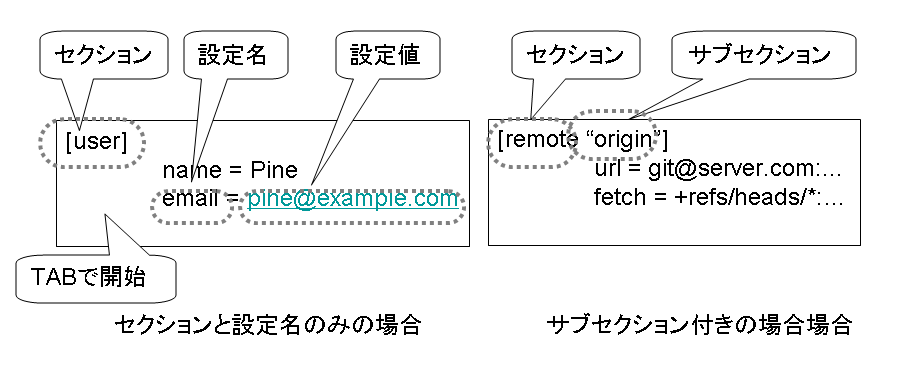 セクション
設定名
設定値
[user]
name = Pine
email = pine@example.com
TABで開始
セクションと設定名のみの場合
セクション
サブセクション
[remote “origin”]
url = git@server.com:…
fetch = +refs/heads/*:…
サブセクション付きの場合場合